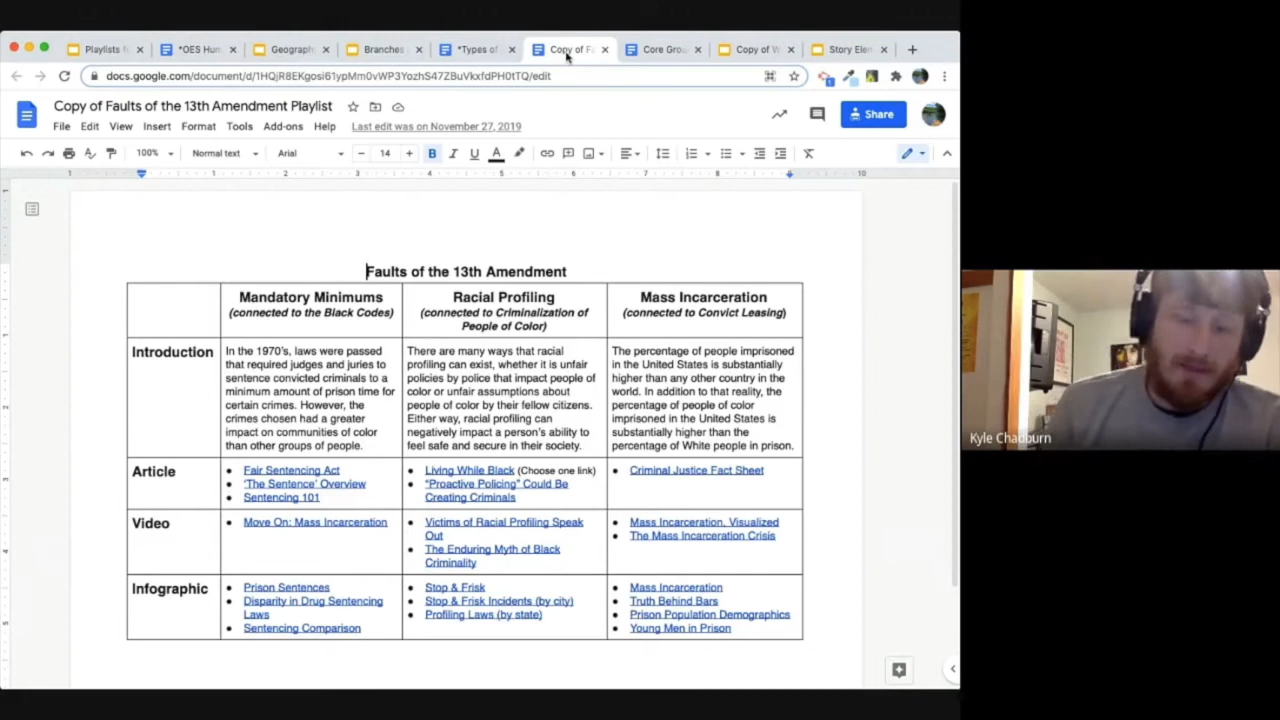 Playlists f
*OES Hum
Geograph
Branches
*Types of
Copy of Fa
Core Grou
Copy of W
Story Elem
docs.google.com/document/d/1HQjR8EKgosi61ypMm0vWP3YozhS47ZBuVkxfdPH0tTQ/edit
Copy of Faults of the 13th Amendment Playlist
Share
File Edit View Insert Format Tools Add-ons Help Last edit was on November 27, 2019
100% Normal text Arial 14 B I U A
1 1 2 3 4 5 6 7 8 9 10
Faults of the 13th Amendment
Mandatory Minimums
(connected to the Black Codes)
Racial Profiling
(connected to Criminalization of
People of Color)
Mass Incarceration
(connected to Convict Leasing)
Introduction
In the 1970's, laws were passed
that required judges and juries to
sentence convicted criminals to a
minimum amount of prison time for
certain crimes. However, the
crimes chosen had a greater
impact on communities of color
than other groups of people.
There are many ways that racial
profiling can exist, whether it is unfair
policies by police that impact people of
color or unfair assumptions about
people of color by their fellow citizens.
Either way, racial profiling can
negatively impact a person's ability to
feel safe and secure in their society.
The percentage of people imprisoned
in the United States is substantially
higher than any other country in the
world. In addition to that reality, the
percentage of people of color
imprisoned in the United States is
substantially higher than the
percentage of White people in prison.
Article
Fair Sentencing Act
'The Sentence' Overview
Sentencing 101
Living While Black (Choose one link)
"Proactive Policing" Could Be
Creating Criminals
Criminal Justice Fact Sheet
Video
Move On: Mass Incarceration
Victims of Racial Profiling Speak
Out
The Enduring Myth of Black
Criminality
Mass Incarceration, Visualized
The Mass Incarceration Crisis
Infographic
Prison Sentences
Disparity in Drug Sentencing
Laws
Sentencing Comparison
Stop & Frisk
Stop & Frisk Incidents (by city)
Profiling Laws (by state)
Mass Incarceration
Truth Behind Bars
Prison Population Demographics
Young Men in Prison
Kyle Chadburn